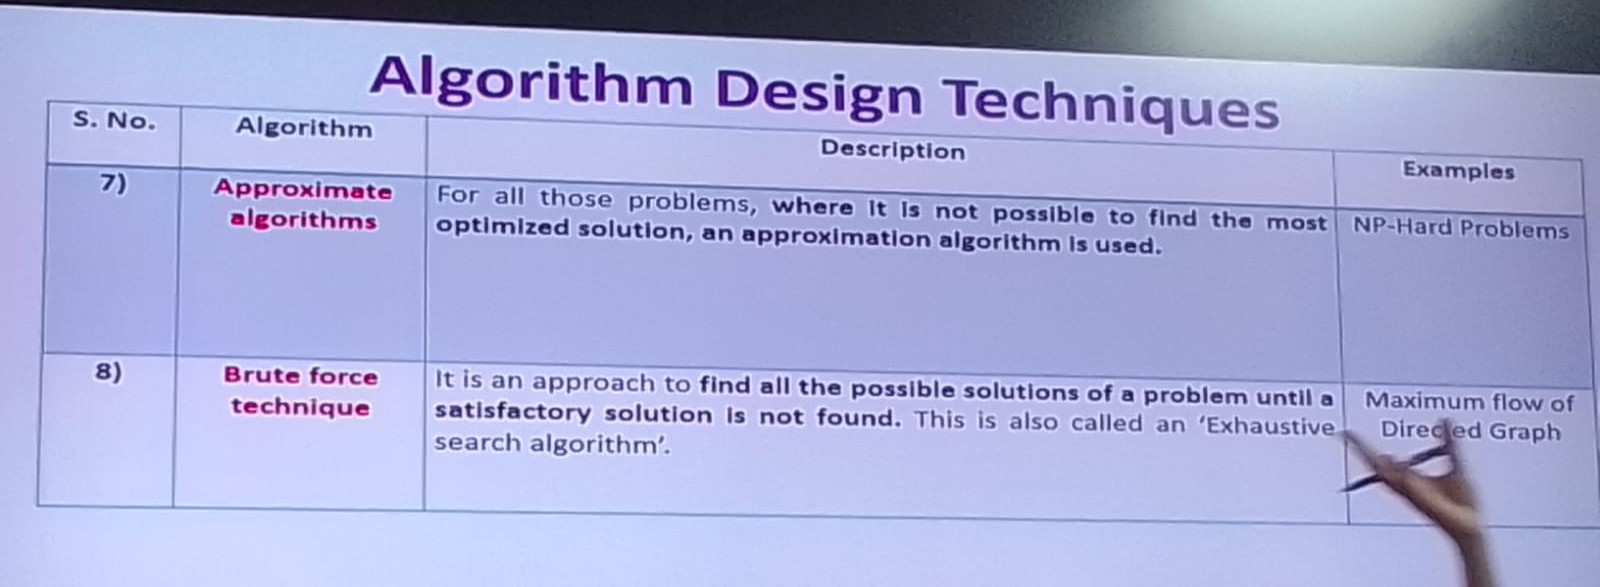 Algorithm Design Techniques
S. No.
Algorithm
Description
Examples
7)
Approximate
algorithms
For all those problems, where it is not possible to find the most
optimized solution, an approximation algorithm is used.
NP-Hard Problems
8)
Brute force
technique
It is an approach to find all the possible solutions of a problem until a
satisfactory solution is not found. This is also called an ‘Exhaustive
search algorithm’.
Maximum flow of
Directed Graph